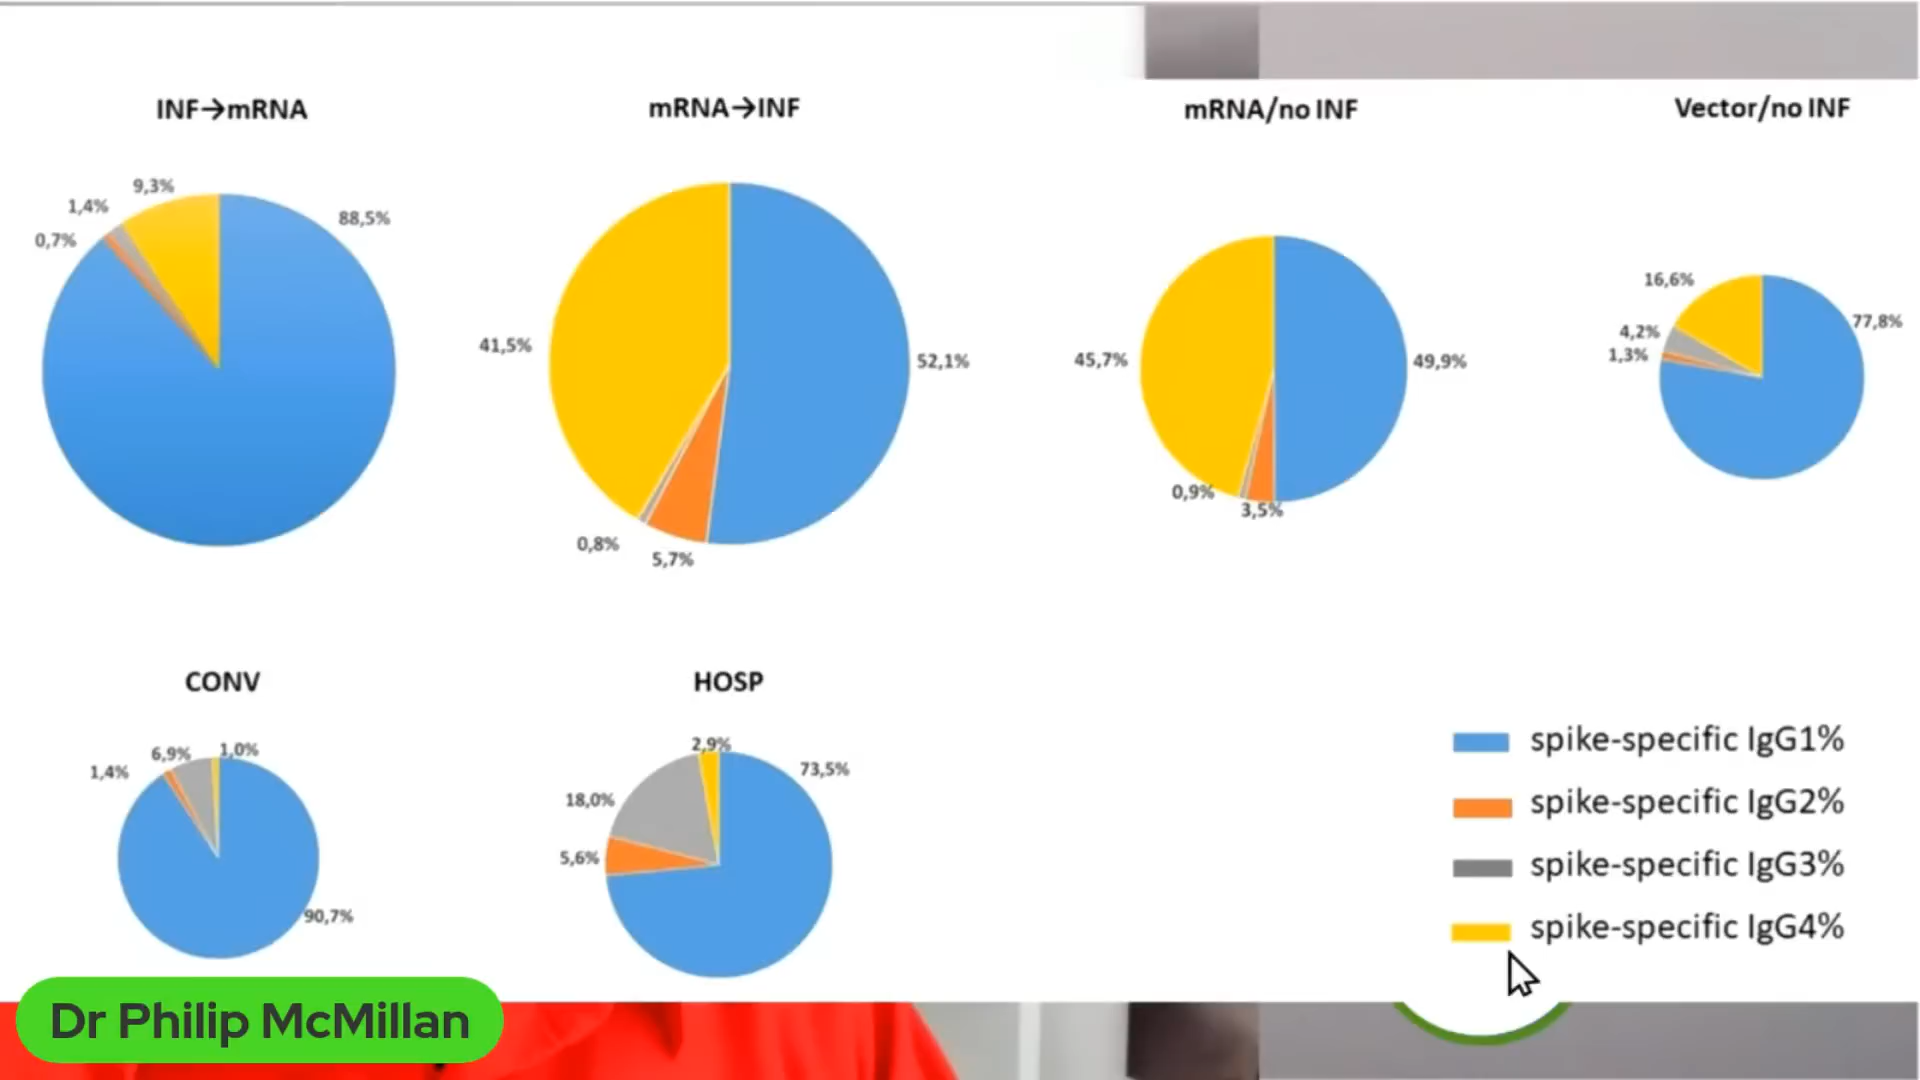 INF→mRNA
9,3%
1,4%
0,7%
88,5%
mRNA→INF
41,5%
52,1%
0,8%
5,7%
mRNA/no INF
45,7%
49,9%
0,9%
3,5%
Vector/no INF
16,6%
4,2%
1,3%
77,8%
CONV
1,4%
6,9%
1,0%
90,7%
HOSP
2,9%
73,5%
18,0%
5,6%
spike-specific IgG1%
spike-specific IgG2%
spike-specific IgG3%
spike-specific IgG4%
Dr Philip McMillan